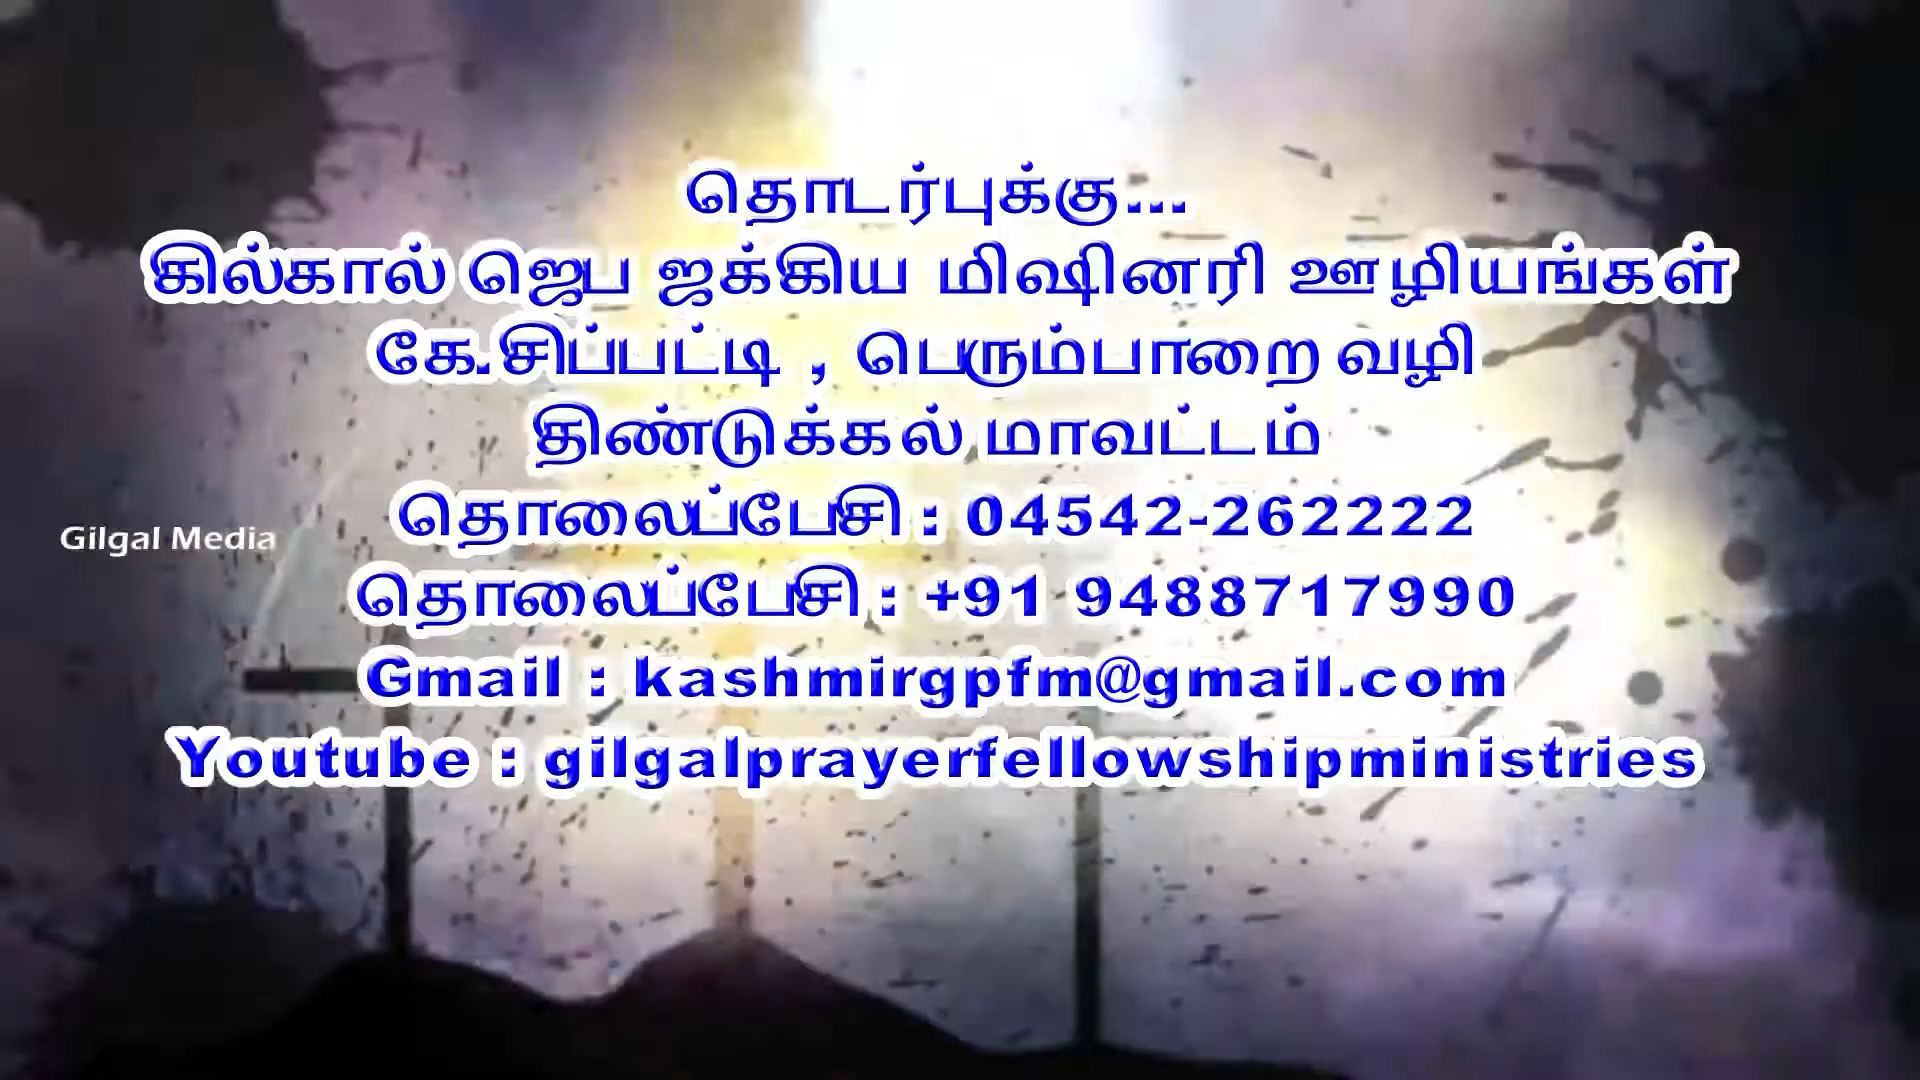 தொடர்புக்கு...
கில்கால் ஜெப ஐக்கிய மிஷினரி ஊழியங்கள்
கே.சிப்பட்டி , பெரும்பாறை வழி
திண்டுக்கல் மாவட்டம்
தொலைப்பேசி : 04542-262222
Gilgal Media
தொலைப்பேசி : +91 9488717990
Gmail : kashmirgpfm@gmail.com
Youtube : gilgalprayerfellowshipministries